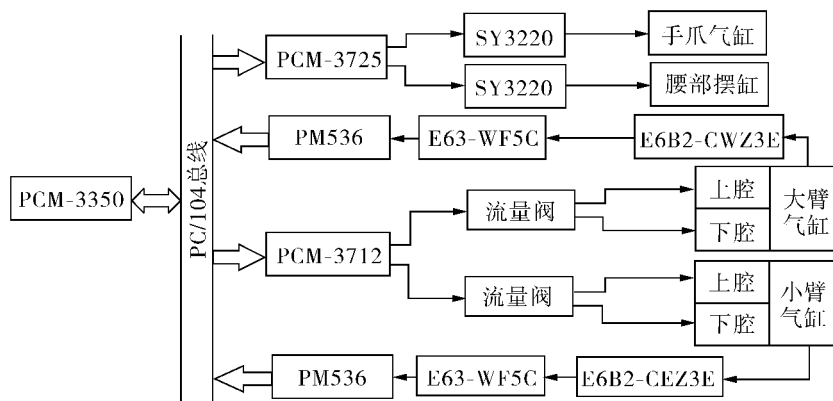 PCM-3350
PC/104总线
PCM-3725
SY3220
手爪气缸
SY3220
腰部摆缸
PM536
E63-WF5C
E6B2-CWZ3E
PCM-3712
流量阀
上腔
下腔
大臂
气缸
流量阀
上腔
下腔
小臂
气缸
PM536
E63-WF5C
E6B2-CEZ3E